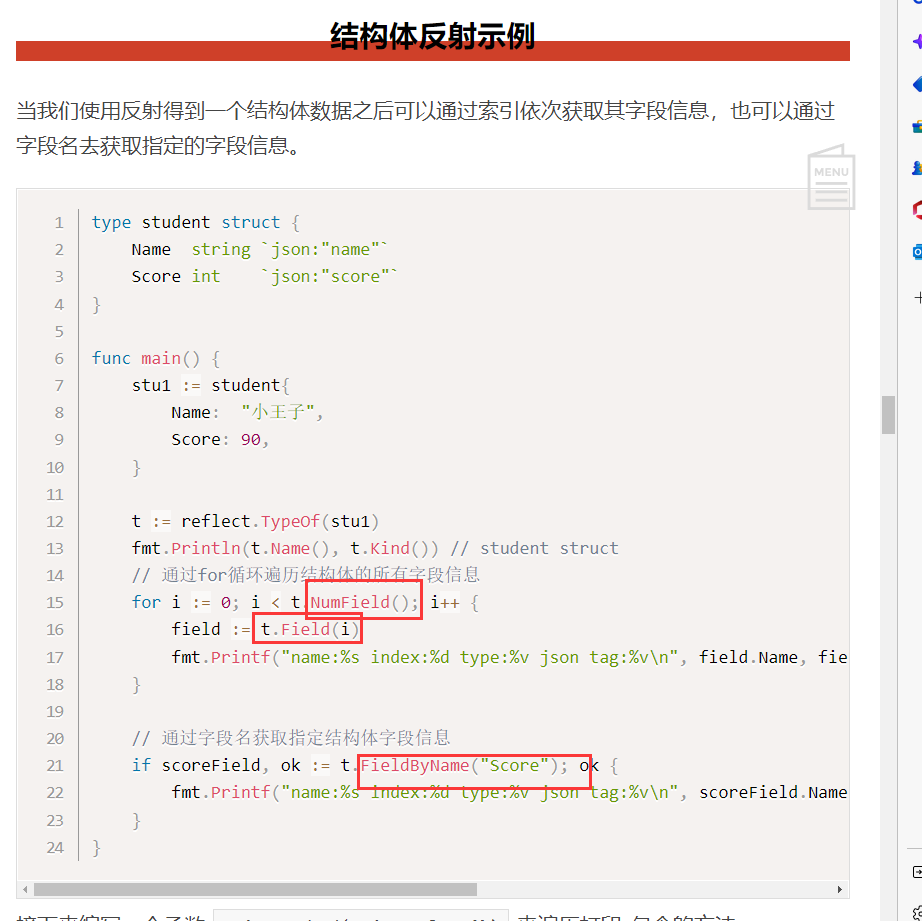 结构体反射示例
当我们使用反射得到一个结构体数据之后可以通过索引依次获取其字段信息，也可以通过
字段名去获取指定的字段信息。
MENU
1 type student struct {
2     Name  string `json:"name"`
3     Score int    `json:"score"`
4 }
5
6 func main() {
7     stu1 := student{
8         Name:  "小王子",
9         Score: 90,
10     }
11
12     t := reflect.TypeOf(stu1)
13     fmt.Println(t.Name(), t.Kind()) // student struct
14     // 通过for循环遍历结构体的所有字段信息
15     for i := 0; i < t.NumField(); i++ {
16         field := t.Field(i)
17         fmt.Printf("name:%s index:%d type:%v json tag:%v\n", field.Name, fie
18     }
19
20     // 通过字段名获取指定结构体字段信息
21     if scoreField, ok := t.FieldByName("Score"); ok {
22         fmt.Printf("name:%s index:%d type:%v json tag:%v\n", scoreField.Name
23     }
24 }